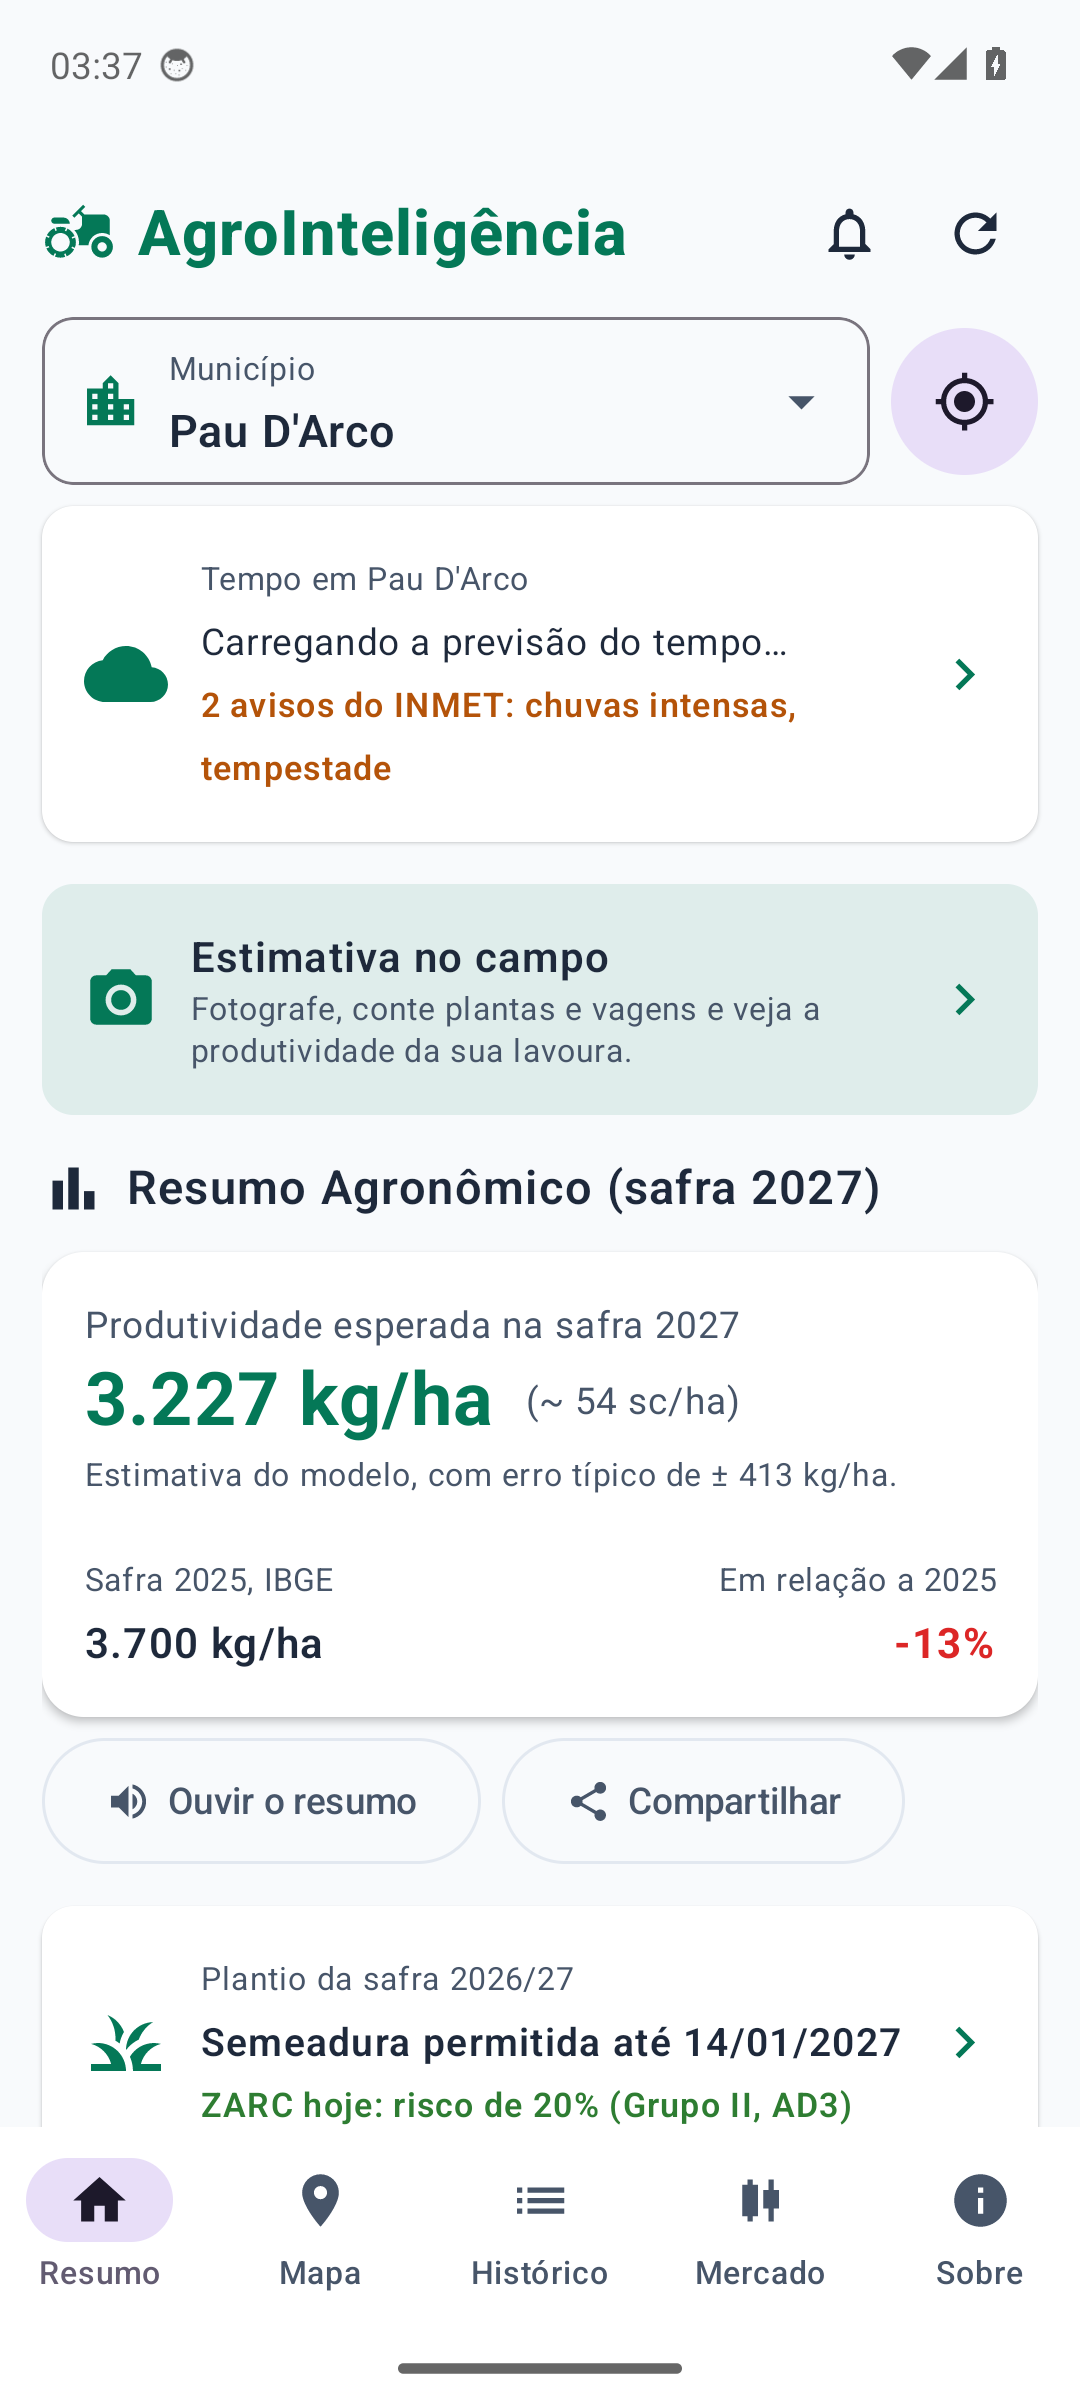 03:37
AgroInteligência
Município
Pau D'Arco
Tempo em Pau D'Arco
Carregando a previsão do tempo…
2 avisos do INMET: chuvas intensas,
tempestade
Estimativa no campo
Fotografe, conte plantas e vagens e veja a
produtividade da sua lavoura.
Resumo Agronômico (safra 2027)
Produtividade esperada na safra 2027
3.227 kg/ha (~ 54 sc/ha)
Estimativa do modelo, com erro típico de ± 413 kg/ha.
Safra 2025, IBGE
Em relação a 2025
3.700 kg/ha
-13%
Ouvir o resumo
Compartilhar
Plantio da safra 2026/27
Semeadura permitida até 14/01/2027
ZARC hoje: risco de 20% (Grupo II, AD3)
Resumo
Mapa
Histórico
Mercado
Sobre